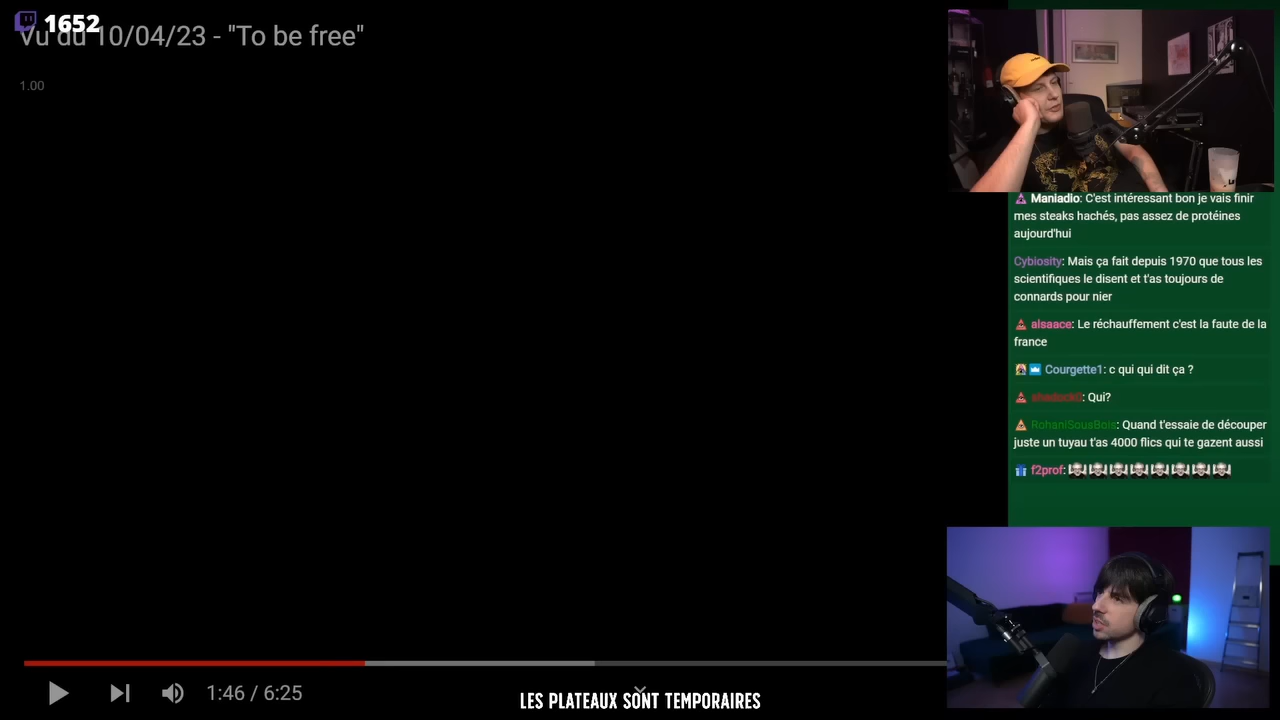 1652
Vu du 10/04/23 - "To be free"
1.00
Maniadio: C'est intéressant bon je vais finir
mes steaks hachés, pas assez de protéines
aujourd'hui
Cybiosity: Mais ça fait depuis 1970 que tous les
scientifiques le disent et t'as toujours de
connards pour nier
alsaace: Le réchauffement c'est la faute de la
france
Courgette1: c qui qui dit ça ?
: Qui?
RohaniSousBois: Quand t'essaie de découper
juste un tuyau t'as 4000 flics qui te gazent aussi
f2prof:
1:46 / 6:25
LES PLATEAUX SONT TEMPORAIRES